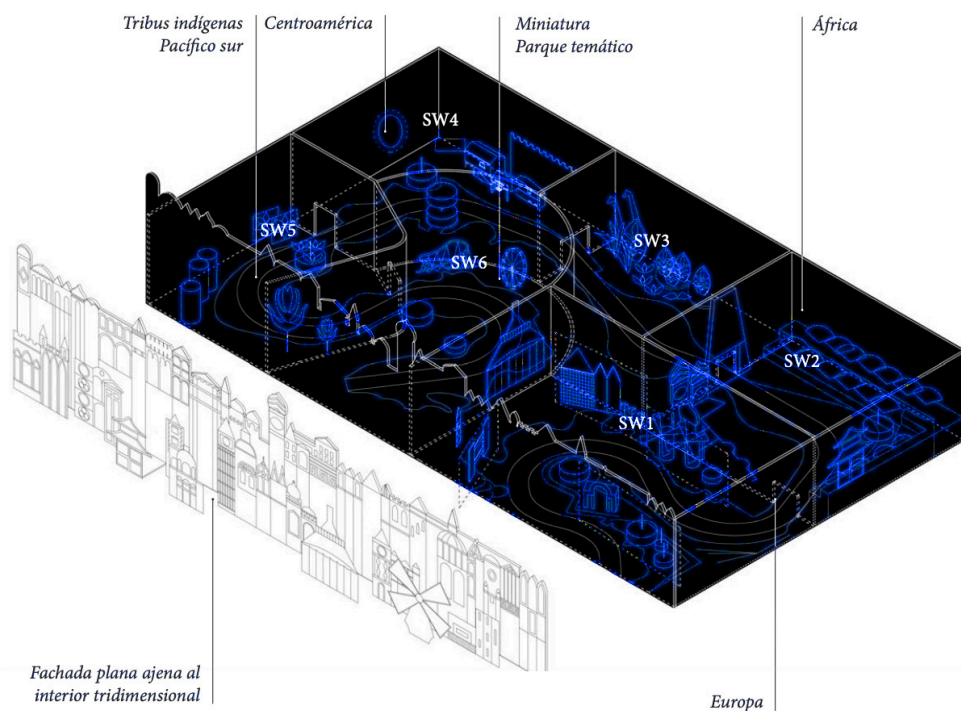 Tribus indígenas
Pacífico sur
Centroamérica
Miniatura
Parque temático
África
SW4
SW5
SW3
SW6
SW2
SW1
Fachada plana ajena al
interior tridimensional
Europa